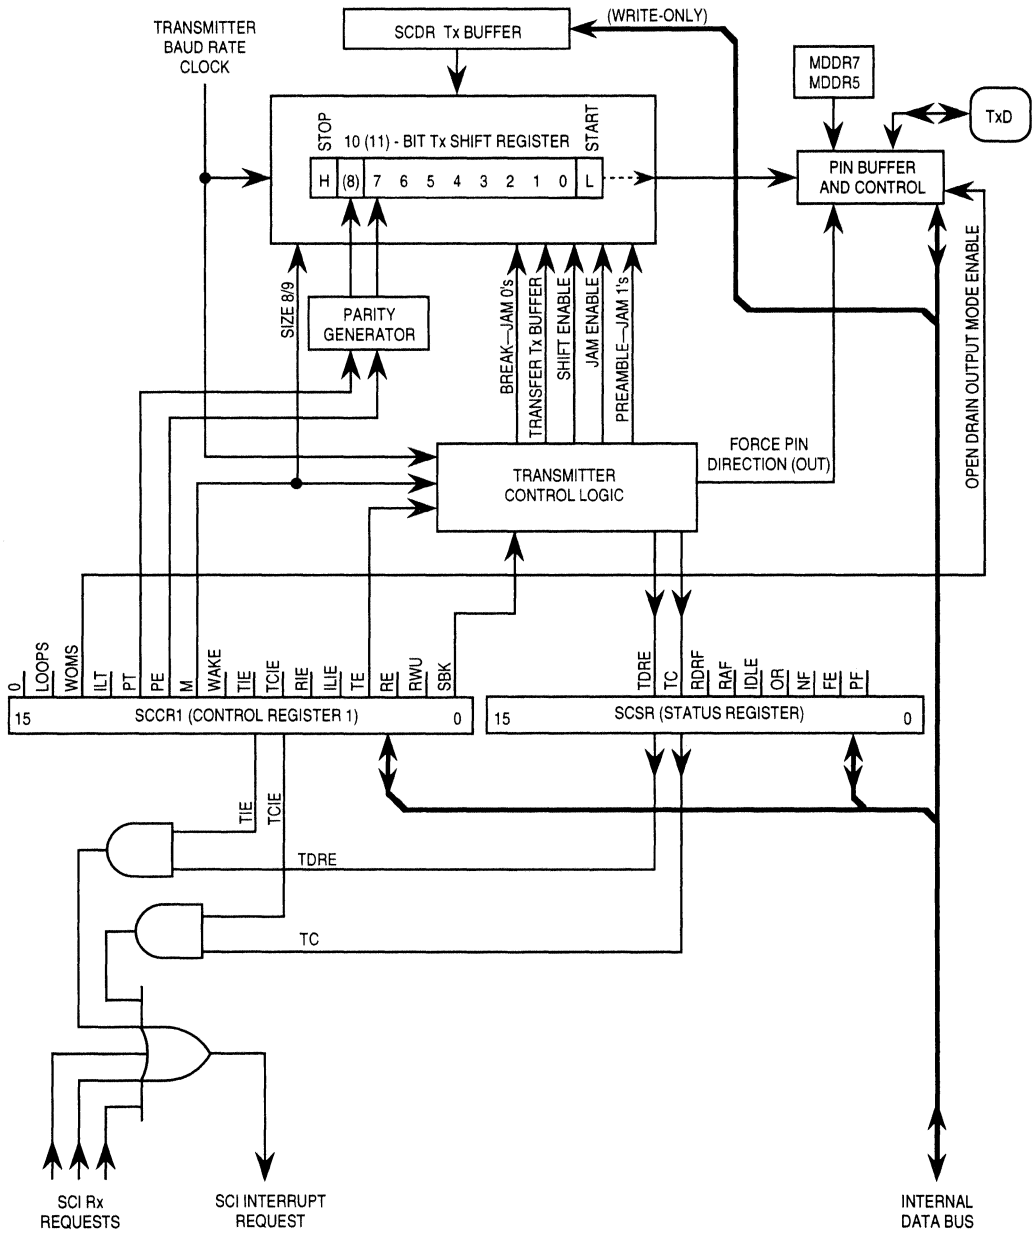 (WRITE-ONLY)
SCDR Tx BUFFER
TRANSMITTER
BAUD RATE
CLOCK
MDDR7
MDDR5
TxD
STOP
10 (11) - BIT Tx SHIFT REGISTER
START
H (8) 7 6 5 4 3 2 1 0 L
PIN BUFFER
AND CONTROL
SIZE 8/9
PARITY
GENERATOR
BREAK—JAM 0's
TRANSFER Tx BUFFER
SHIFT ENABLE
JAM ENABLE
PREAMBLE—JAM 1's
OPEN DRAIN OUTPUT MODE ENABLE
FORCE PIN
DIRECTION (OUT)
TRANSMITTER
CONTROL LOGIC
0
LOOPS
WOMS
ILT
PT
PE
M
WAKE
TIE
TCIE
RIE
ILIE
TE
RE
RWU
SBK
TDRE
TC
RDRF
RAF
IDLE
OR
NF
FE
PF
15 SCCR1 (CONTROL REGISTER 1) 0
15 SCSR (STATUS REGISTER) 0
TIE
TCIE
TDRE
TC
SCI Rx
REQUESTS
SCI INTERRUPT
REQUEST
INTERNAL
DATA BUS